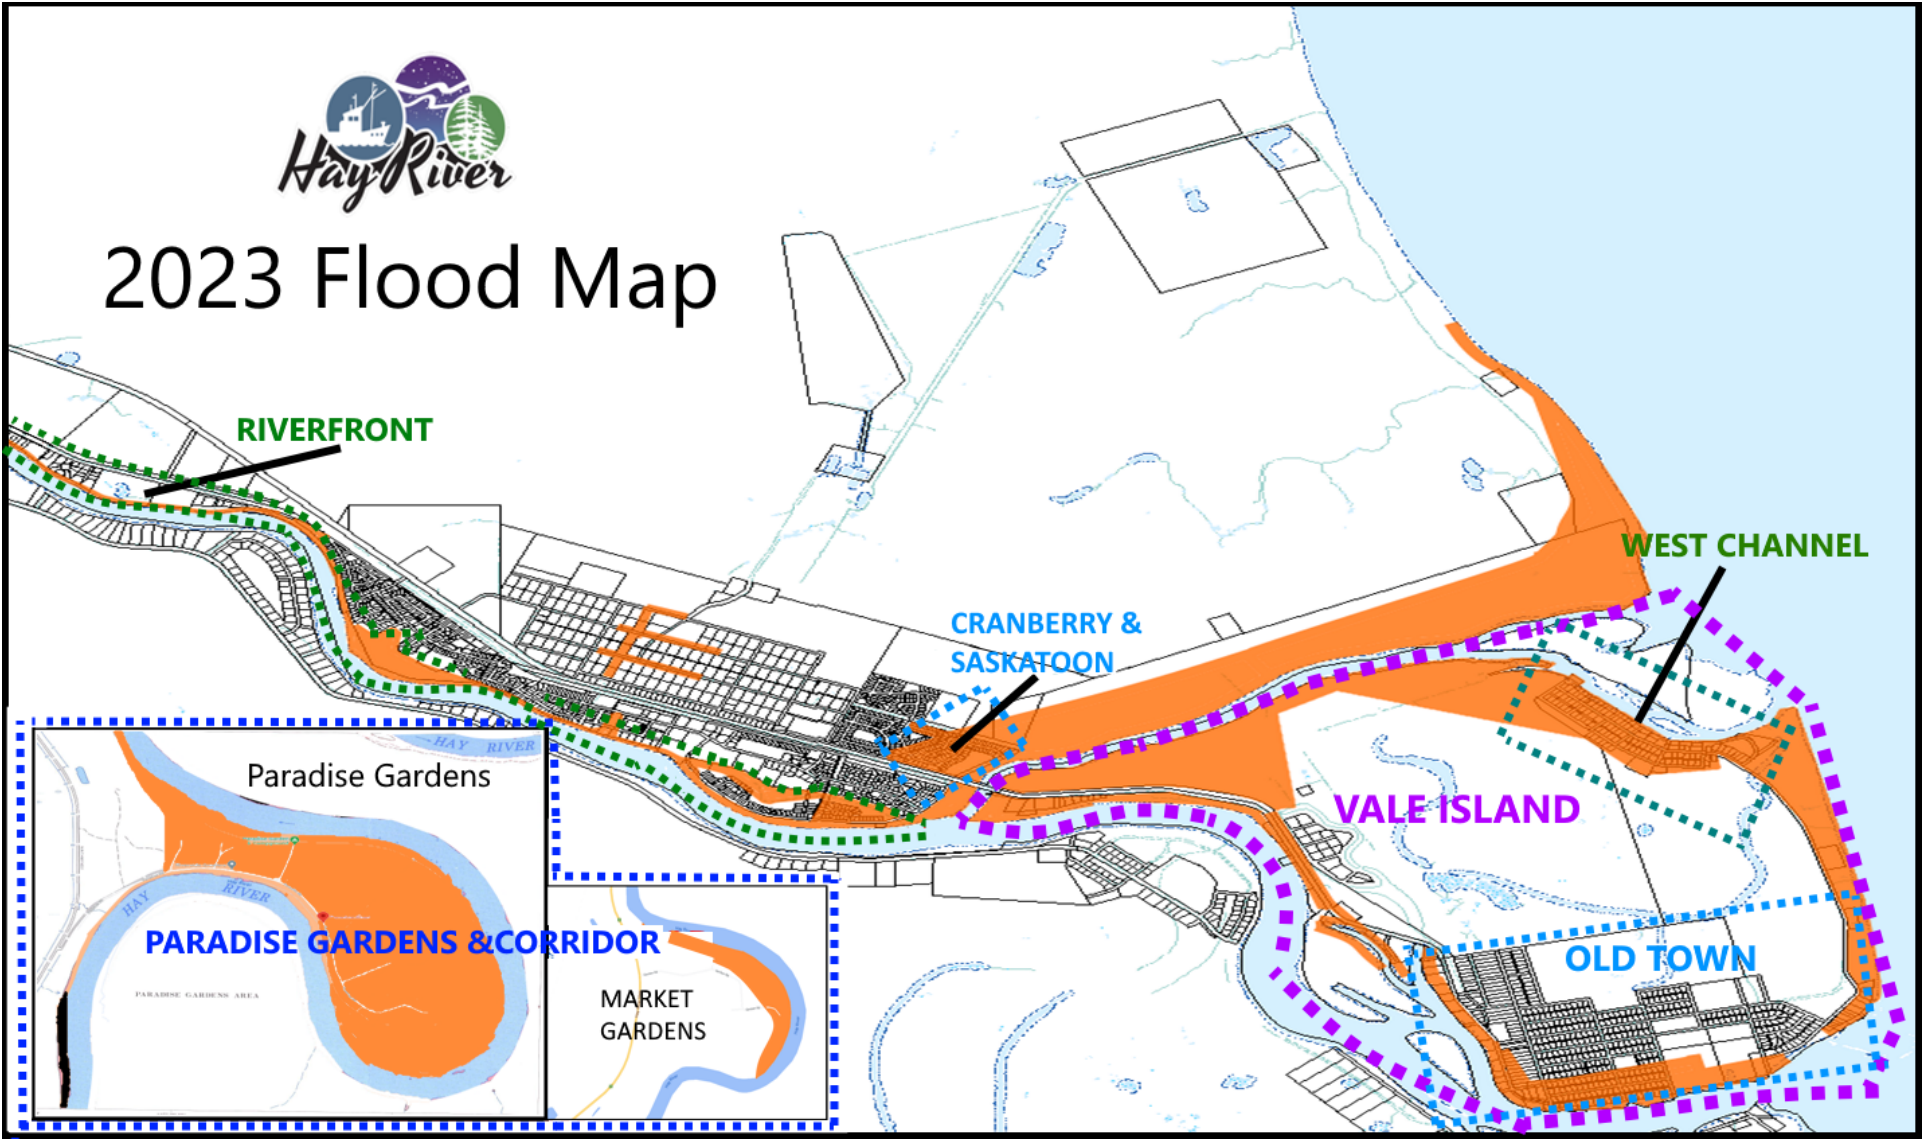 Hay River
2023 Flood Map
RIVERFRONT
WEST CHANNEL
CRANBERRY &
SASKATOON
VALE ISLAND
OLD TOWN
HAY RIVER
Paradise Gardens
HAY
RIVER
PARADISE GARDENS &CORRIDOR
PARADISE GARDENS AREA
MARKET
GARDENS